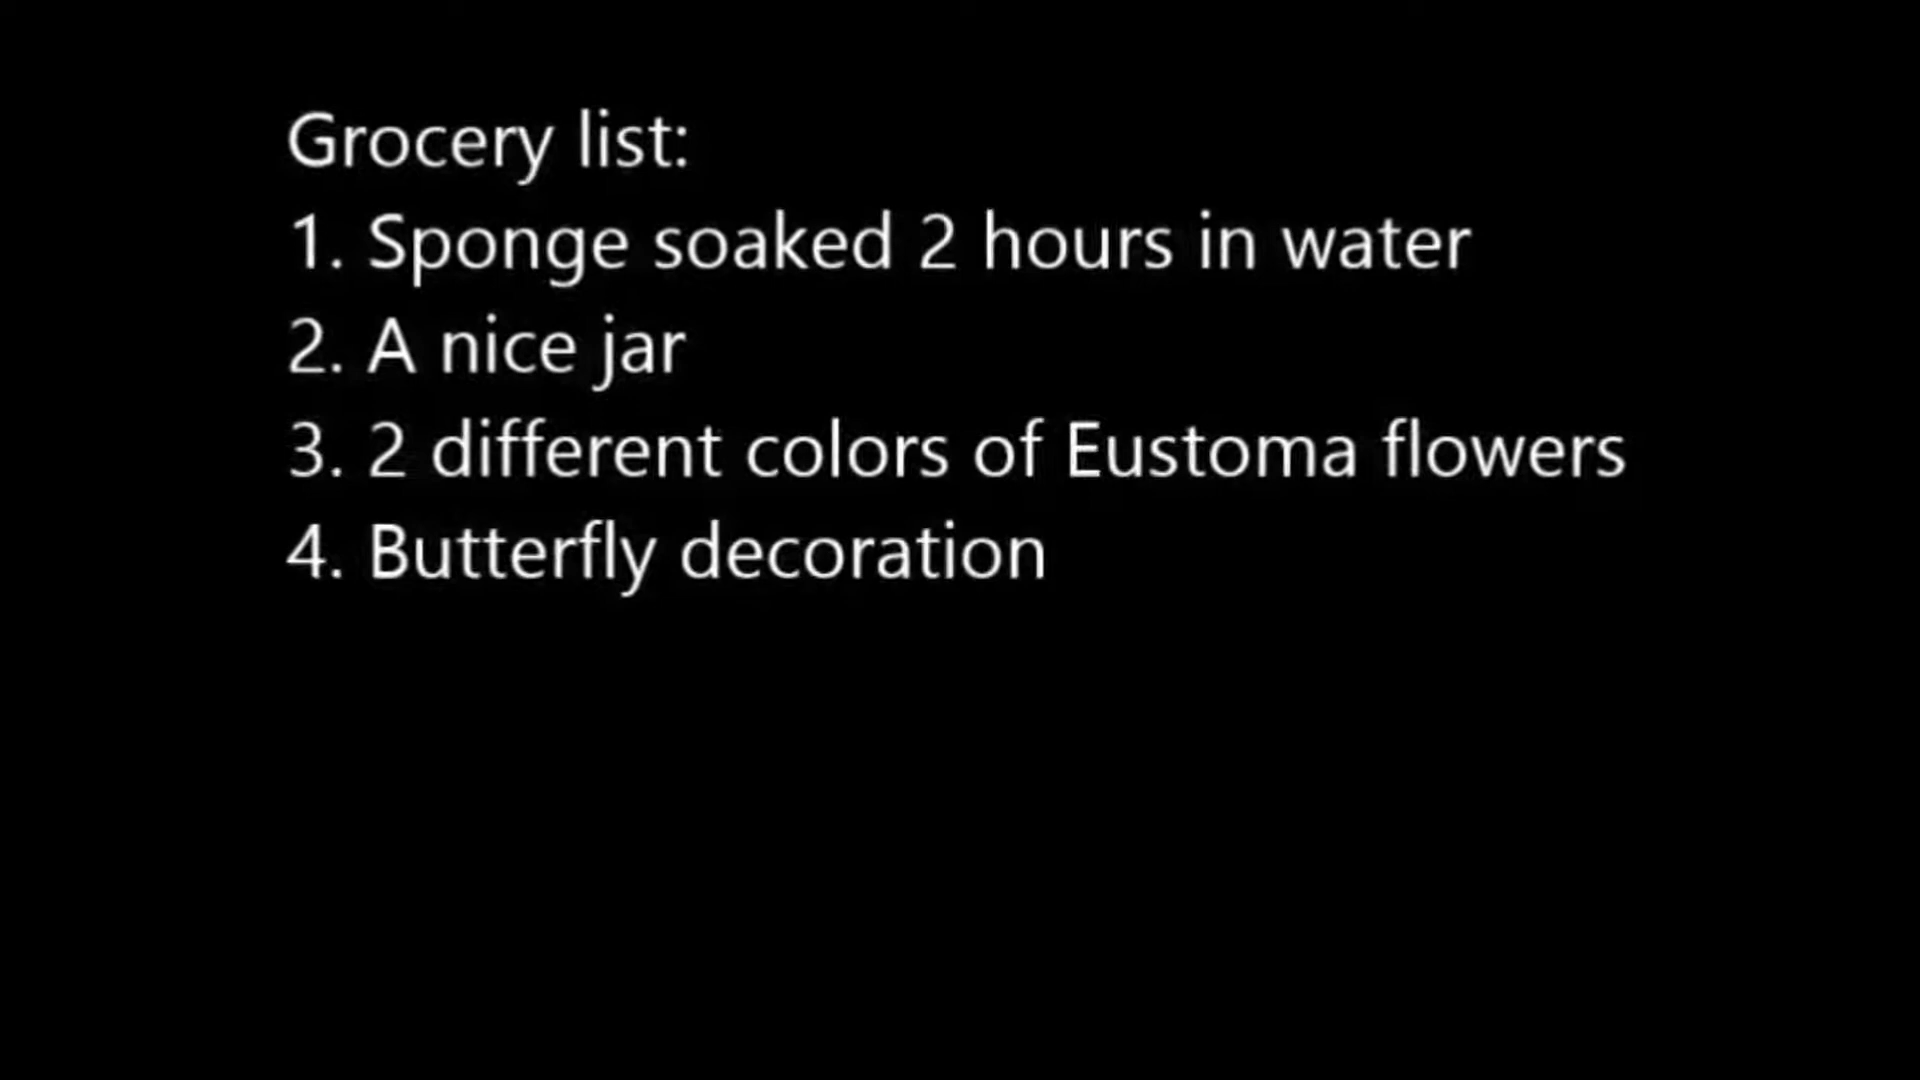 Grocery list:
1. Sponge soaked 2 hours in water
2. A nice jar
3. 2 different colors of Eustoma flowers
4. Butterfly decoration